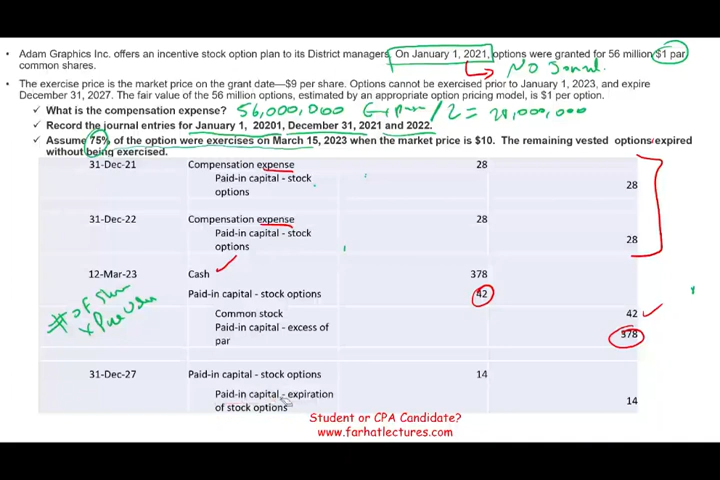 • Adam Graphics Inc. offers an incentive stock option plan to its District managers. On January 1, 2021, options were granted for 56 million $1 par
common shares.
No Journ.
• The exercise price is the market price on the grant date—$9 per share. Options cannot be exercised prior to January 1, 2023, and expire
December 31, 2027. The fair value of the 56 million options, estimated by an appropriate option pricing model, is $1 per option.
✓ What is the compensation expense? 56,000,000 /2 = 28,000,000
✓ Record the journal entries for January 1, 20201, December 31, 2021 and 2022.
✓ Assume 75% of the option were exercises on March 15, 2023 when the market price is $10. The remaining vested options expired
without being exercised.
31-Dec-21 Compensation expense 28
Paid-in capital - stock
options 28
31-Dec-22 Compensation expense 28
Paid-in capital - stock
options 28
12-Mar-23 Cash 378
Paid-in capital - stock options 42
# of Shares
x Par Value
Common stock 42
Paid-in capital - excess of
par 378
31-Dec-27 Paid-in capital - stock options 14
Paid-in capital - expiration
of stock options 14
Student or CPA Candidate?
www.farhatlectures.com